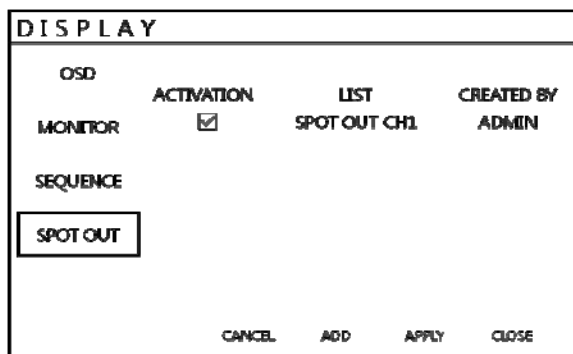 DISPLAY
OSD
ACTIVATION LIST CREATED BY
MONITOR SPOT OUT CH1 ADMIN
SEQUENCE
SPOT OUT
CANCEL ADD APPLY CLOSE